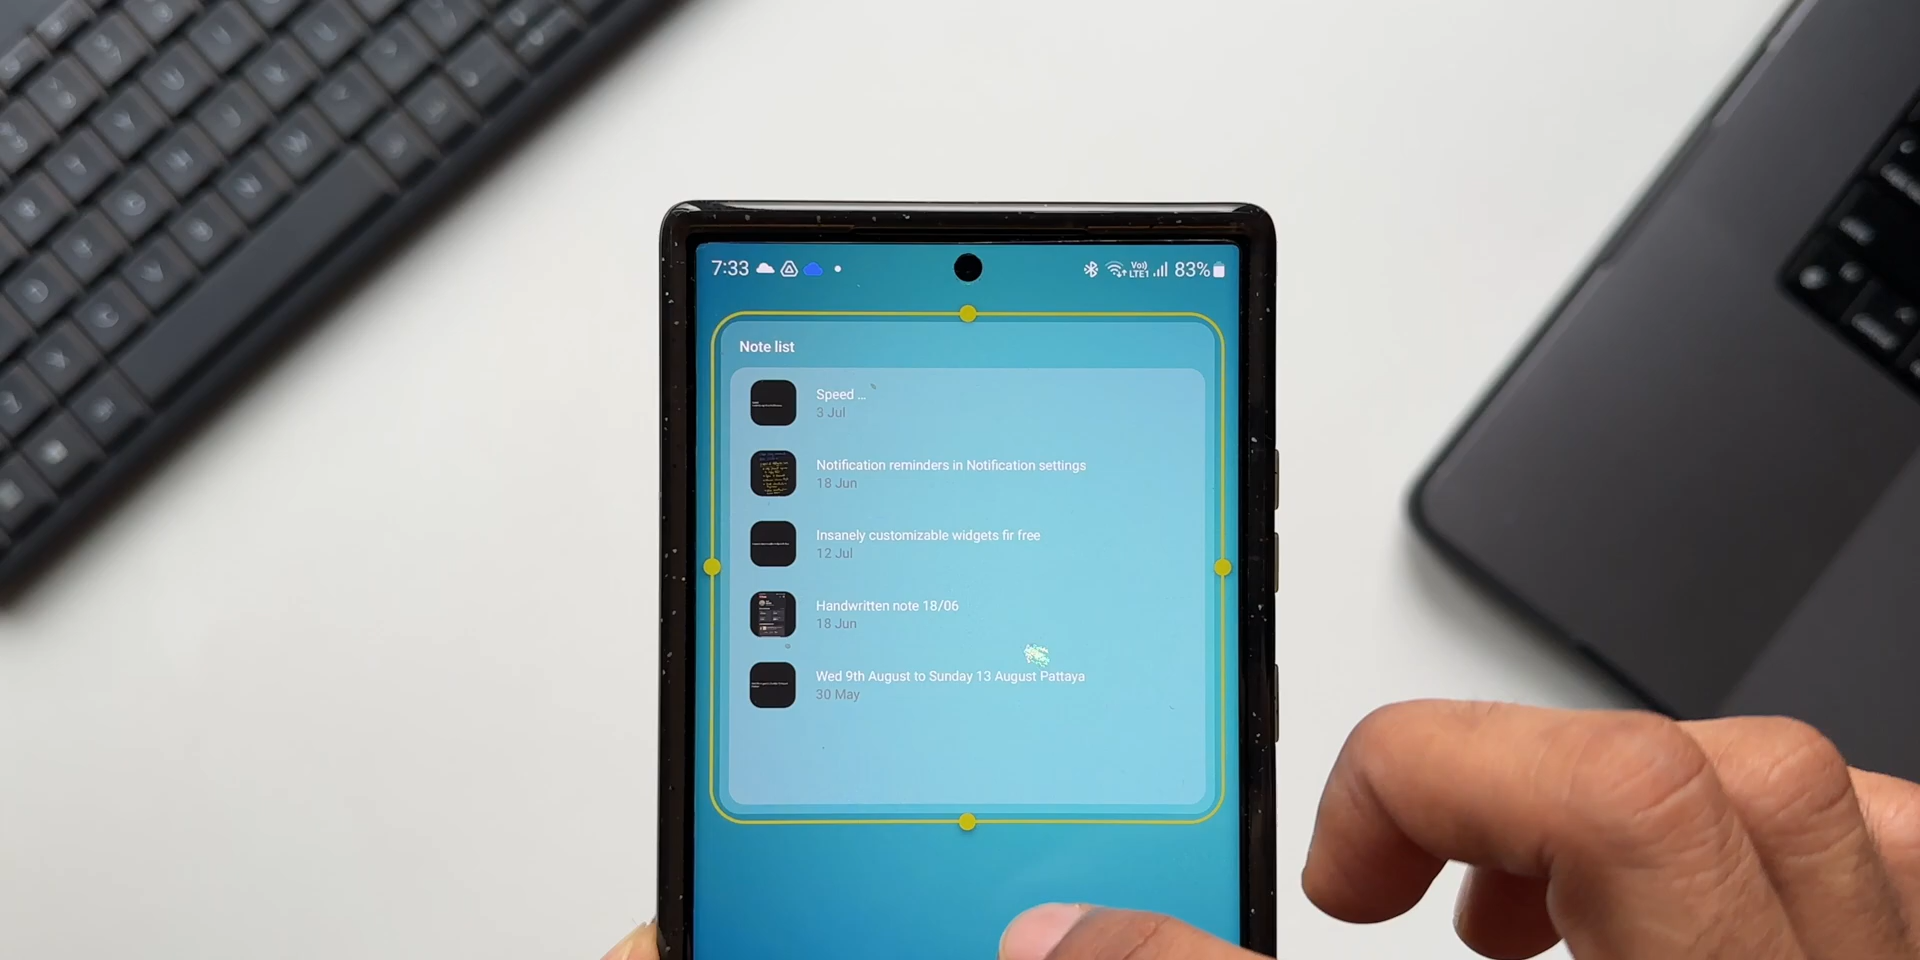 7:33
Vo)) LTE1 83%
Note list
Speed ...
3 Jul
Notification reminders in Notification settings
18 Jun
Insanely customizable widgets fir free
12 Jul
Handwritten note 18/06
18 Jun
Wed 9th August to Sunday 13 August Pattaya
30 May